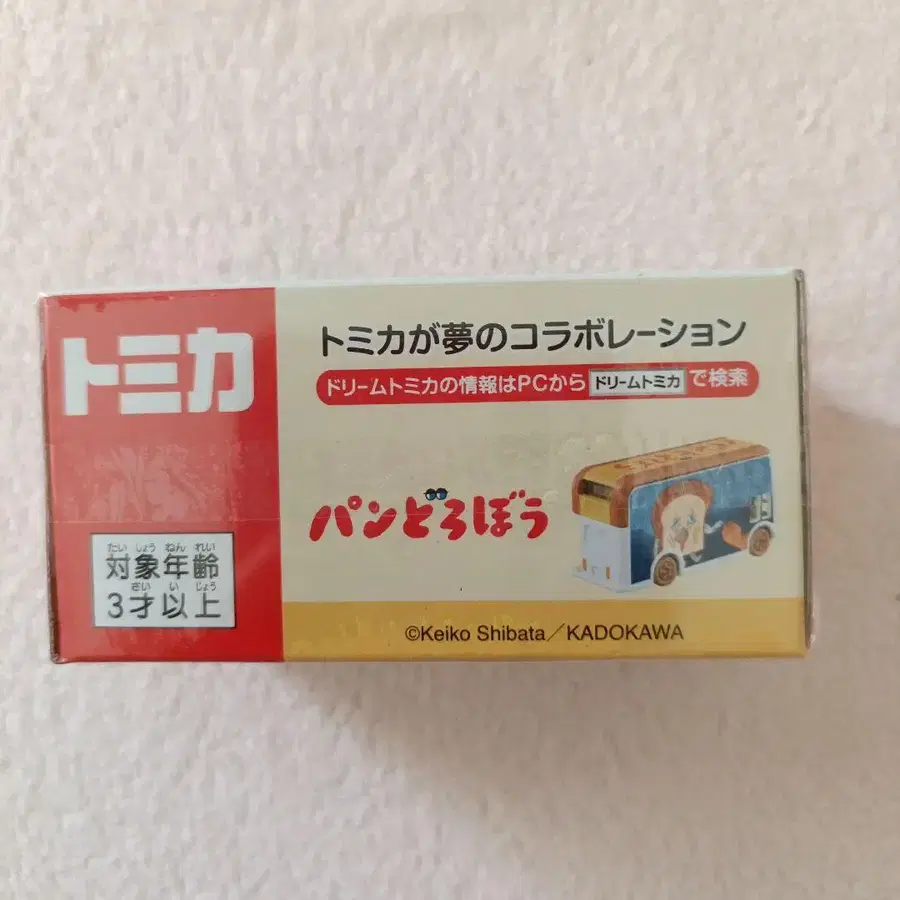 トミカ
対象年齢
たいしょうねんれい
3才以上
さいいじょう
トミカが夢のコラボレーション
ドリームトミカの情報はPCから ドリームトミカ で検索
パンどろぼう
©Keiko Shibata／KADOKAWA